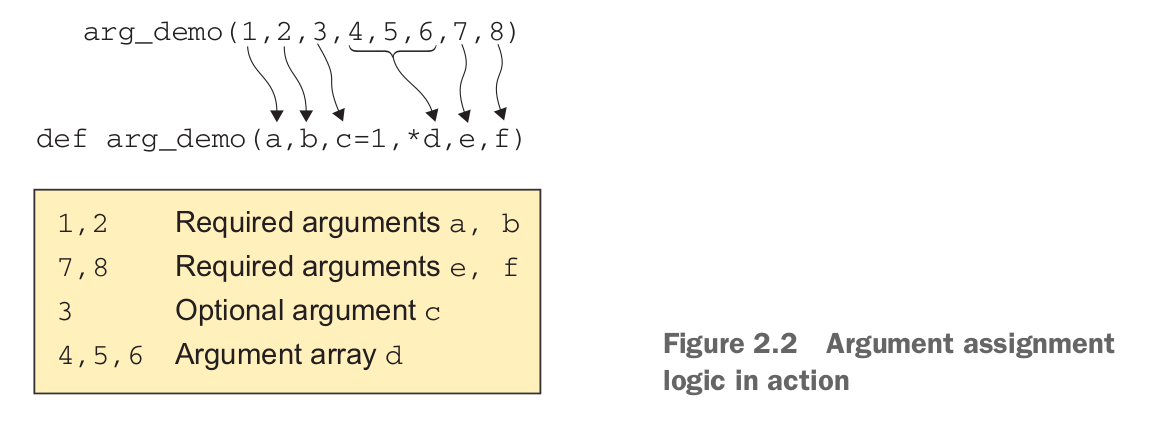 arg_demo(1,2,3,4,5,6,7,8)
def arg_demo(a,b,c=1,*d,e,f)
1,2 Required arguments a, b
7,8 Required arguments e, f
3 Optional argument c
4,5,6 Argument array d
Figure 2.2 Argument assignment
logic in action